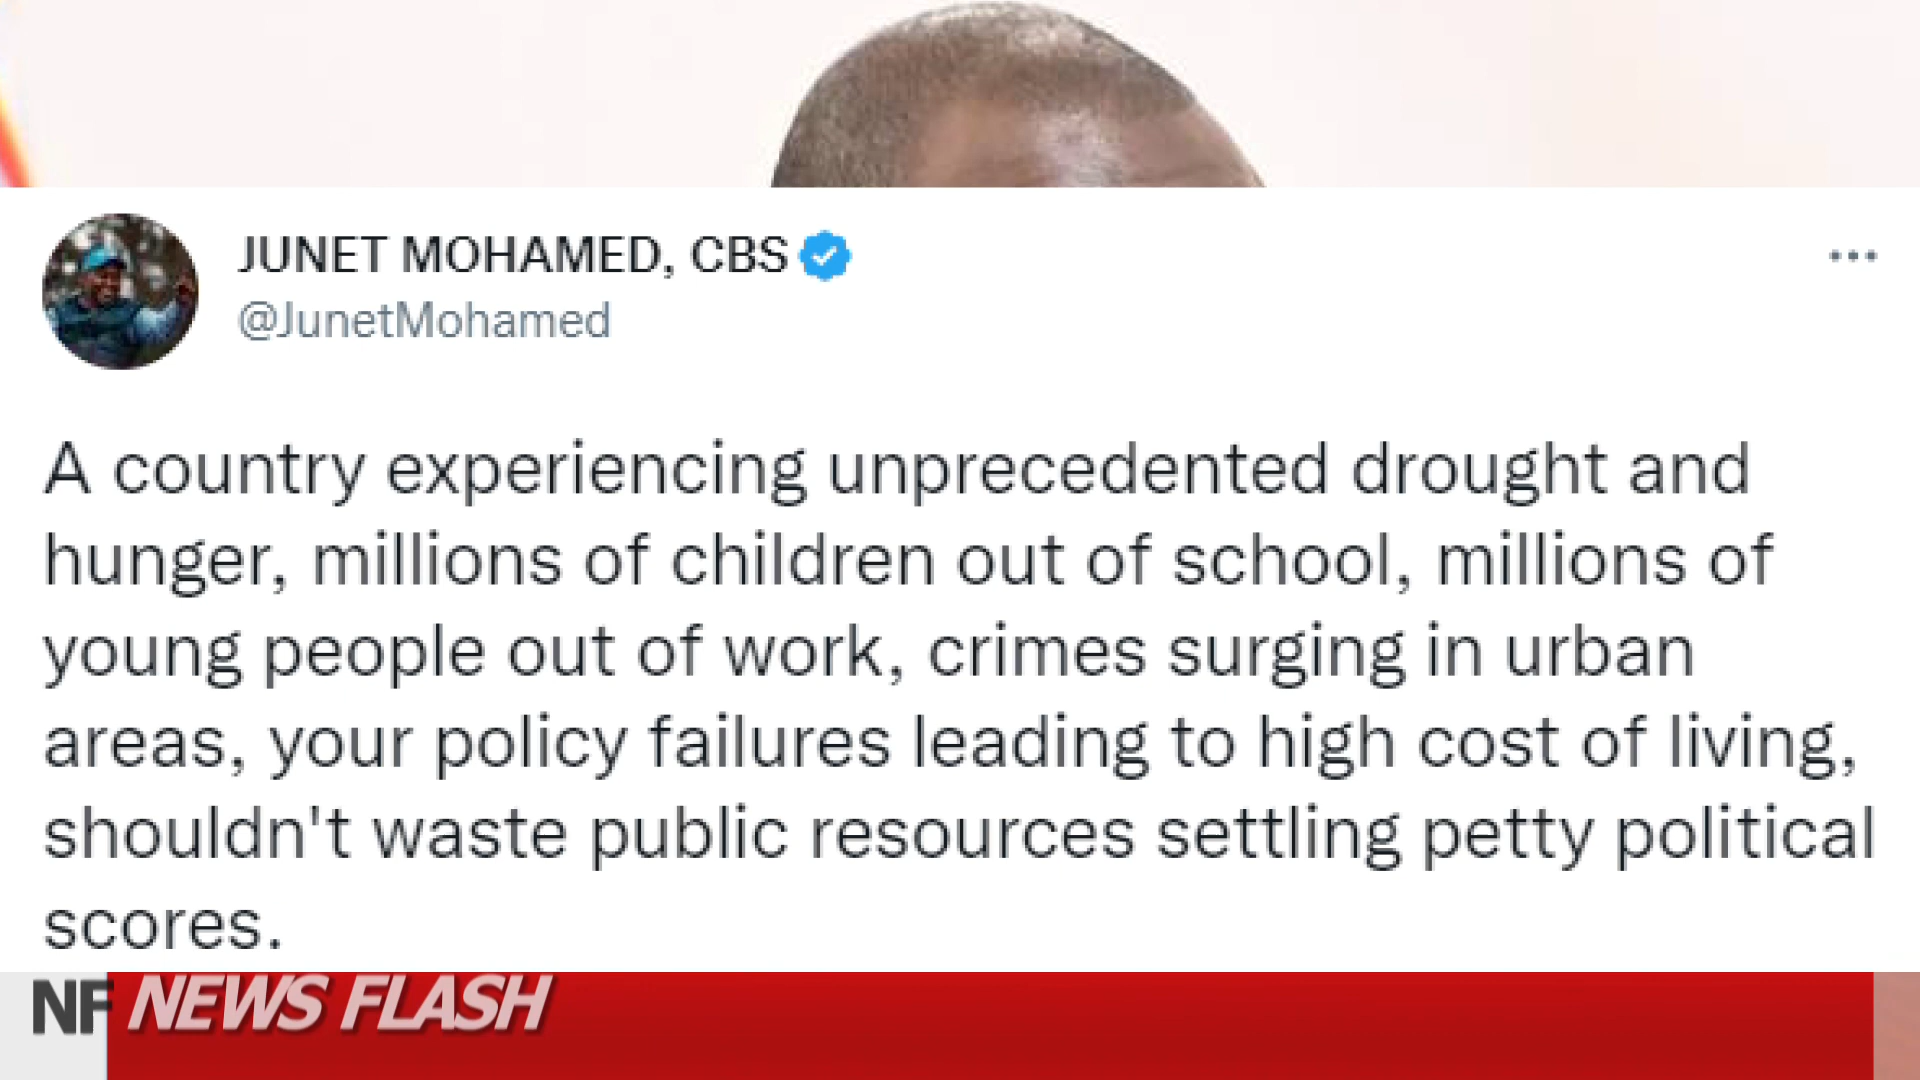 JUNET MOHAMED, CBS
@JunetMohamed
A country experiencing unprecedented drought and
hunger, millions of children out of school, millions of
young people out of work, crimes surging in urban
areas, your policy failures leading to high cost of living,
shouldn't waste public resources settling petty political
scores.
NF NEWS FLASH